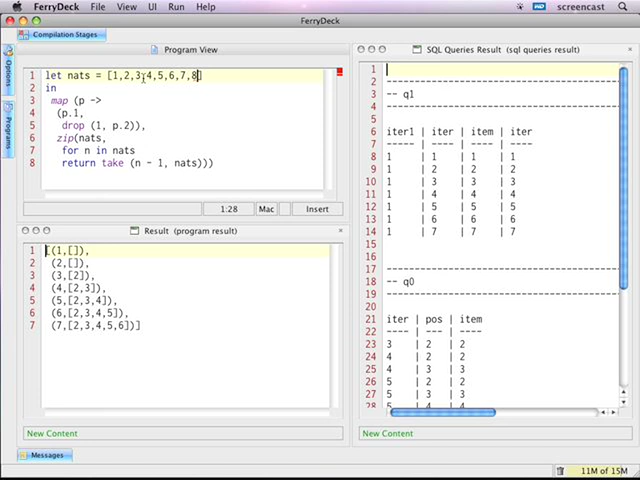 FerryDeck File Edit UI Run Help screencast
FerryDeck
Compilation Stages
Options
Programs
Program View
1 let nats = [1,2,3,4,5,6,7,8]
2 in
3 map (p ->
4 (p.1,
5 drop (1, p.2)),
6 zip(nats,
7 for n in nats
8 return take (n - 1, nats)))
1:28 Mac Insert
Result (program result)
1 [(1,[]),
2 (2,[]),
3 (3,[2]),
4 (4,[2,3]),
5 (5,[2,3,4]),
6 (6,[2,3,4,5]),
7 (7,[2,3,4,5,6])]
New Content
SQL Queries Result (sql queries result)
1
2 ----------------------------------------
3 -- q1
4 ----------------------------------------
5
6 iter1 | iter | item | iter
7 ----- | ---- | ---- | ----
8 1 | 1 | 1 | 1
9 1 | 2 | 2 | 2
10 1 | 3 | 3 | 3
11 1 | 4 | 4 | 4
12 1 | 5 | 5 | 5
13 1 | 6 | 6 | 6
14 1 | 7 | 7 | 7
15
16
17 ----------------------------------------
18 -- q0
19 ----------------------------------------
20
21 iter | pos | item
22 ---- | --- | ----
23 3 | 2 | 2
24 4 | 2 | 2
25 4 | 3 | 3
26 5 | 2 | 2
27 5 | 3 | 3
28 5 | 4 | 4
New Content
Messages
11M of 15M